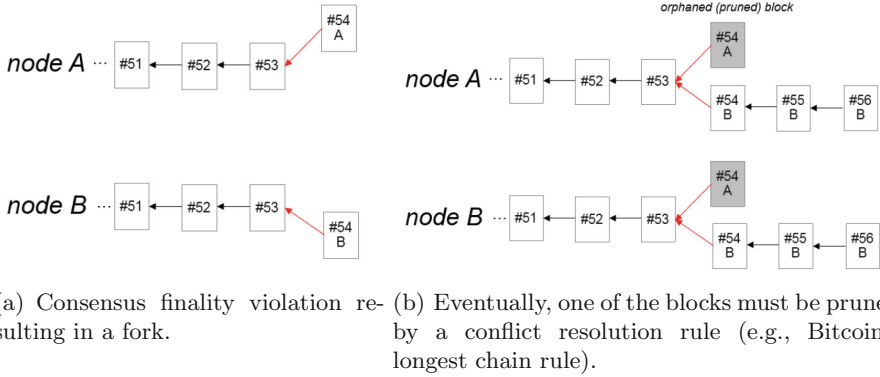 #54
A
node A ... #51 #52 #53
node B ... #51 #52 #53
#54
B
orphaned (pruned) block
#54
A
node A ... #51 #52 #53
#54
B
#55
B
#56
B
#54
A
node B ... #51 #52 #53
#54
B
#55
B
#56
B
a) Consensus finality violation re-
sulting in a fork.
(b) Eventually, one of the blocks must be prune
by a conflict resolution rule (e.g., Bitcoin
longest chain rule).